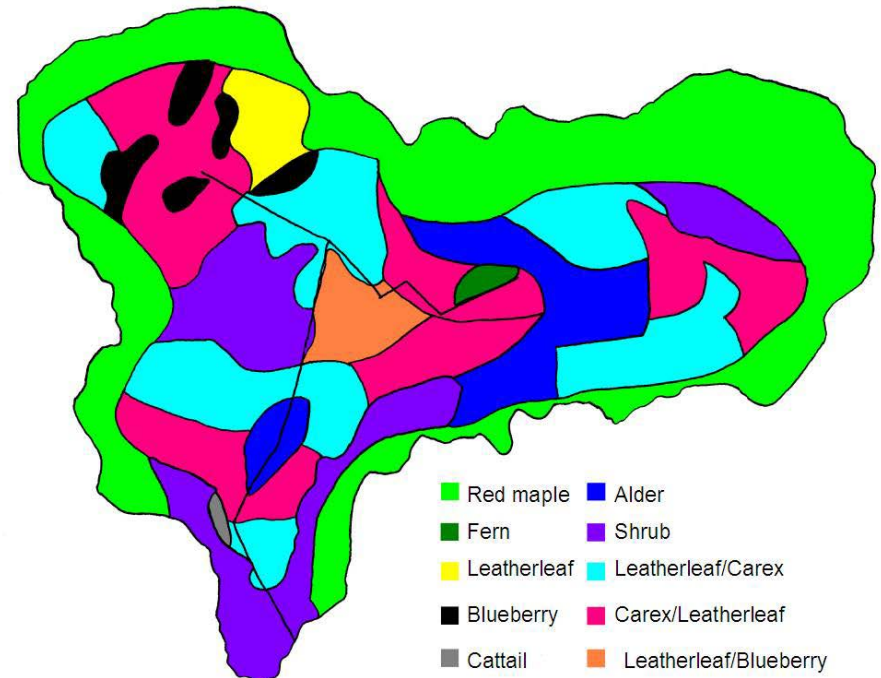 Red maple
Alder
Fern
Shrub
Leatherleaf
Leatherleaf/Carex
Blueberry
Carex/Leatherleaf
Cattail
Leatherleaf/Blueberry